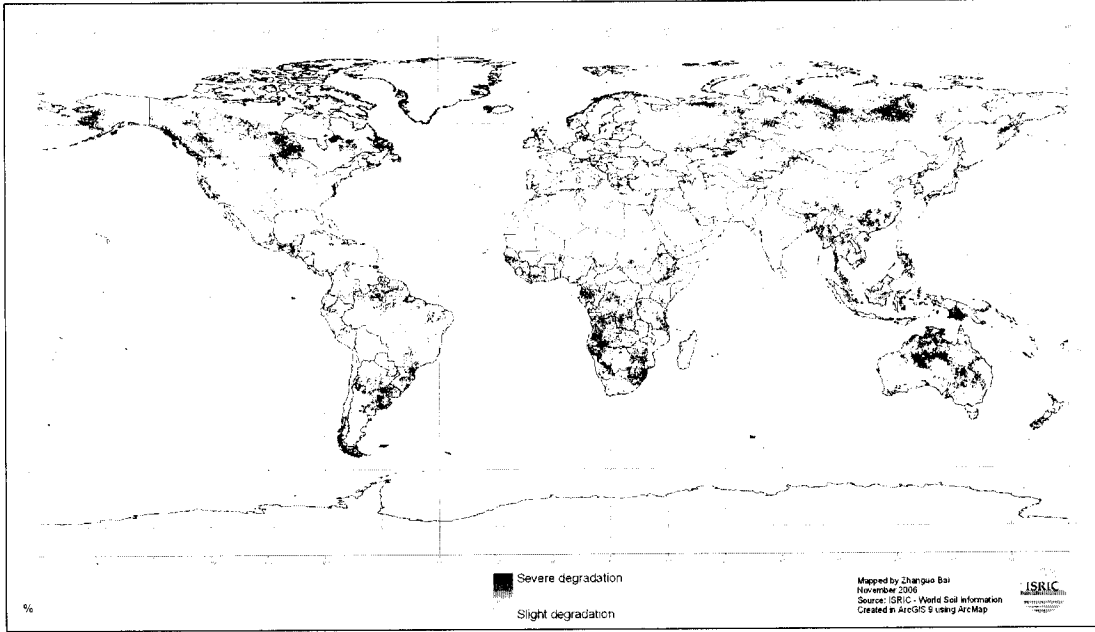 Severe degradation
Slight degradation
%
Mapped by Zhanguo Bai
November 2006
Source: ISRIC - World Soil Information
Created in ArcGIS 9 using ArcMap
ISRIC